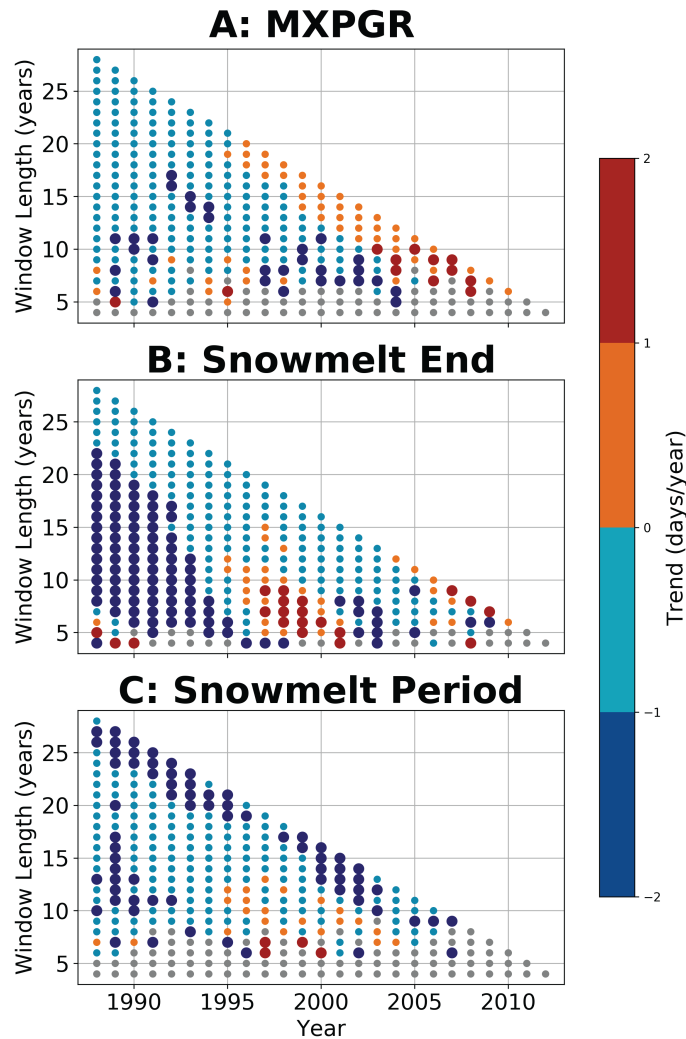 A: MXPGR
25
20
15
10
5
Window Length (years)
B: Snowmelt End
25
20
15
10
5
Window Length (years)
C: Snowmelt Period
25
20
15
10
5
Window Length (years)
1990 1995 2000 2005 2010
Year
2
1
0
−1
−2
Trend (days/year)